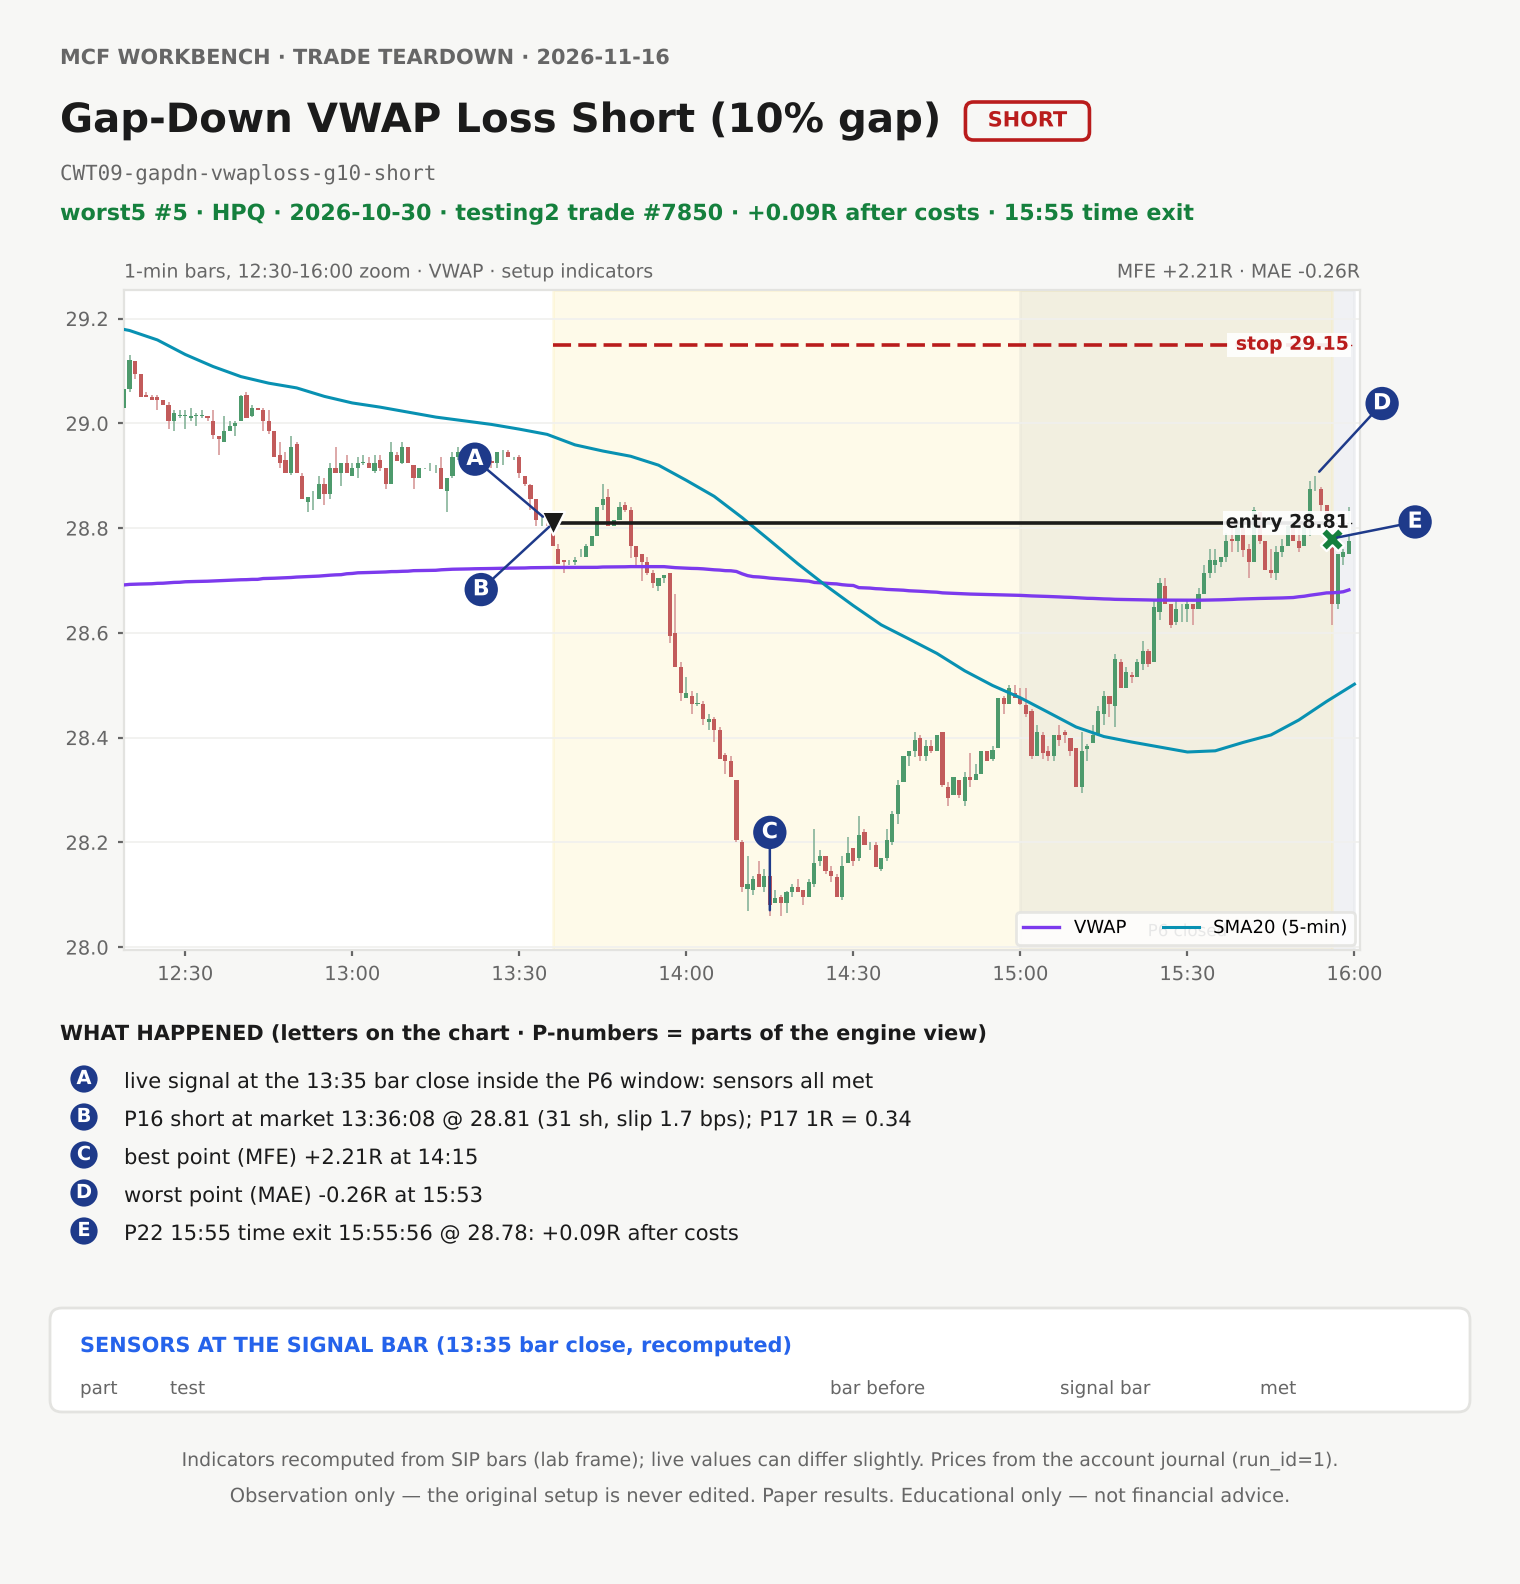 MCF WORKBENCH · TRADE TEARDOWN · 2026-11-16
Gap-Down VWAP Loss Short (10% gap) SHORT
CWT09-gapdn-vwaploss-g10-short
worst5 #5 · HPQ · 2026-10-30 · testing2 trade #7850 · +0.09R after costs · 15:55 time exit
1-min bars, 12:30-16:00 zoom · VWAP · setup indicators MFE +2.21R · MAE -0.26R
29.2
stop 29.15
D
29.0
A
28.8
entry 28.81
E
B
28.6
28.4
28.2
C
28.0
VWAP SMA20 (5-min)
12:30 13:00 13:30 14:00 14:30 15:00 15:30 16:00
WHAT HAPPENED (letters on the chart · P-numbers = parts of the engine view)
A live signal at the 13:35 bar close inside the P6 window: sensors all met
B P16 short at market 13:36:08 @ 28.81 (31 sh, slip 1.7 bps); P17 1R = 0.34
C best point (MFE) +2.21R at 14:15
D worst point (MAE) -0.26R at 15:53
E P22 15:55 time exit 15:55:56 @ 28.78: +0.09R after costs
SENSORS AT THE SIGNAL BAR (13:35 bar close, recomputed)
part test bar before signal bar met
Indicators recomputed from SIP bars (lab frame); live values can differ slightly. Prices from the account journal (run_id=1).
Observation only — the original setup is never edited. Paper results. Educational only — not financial advice.